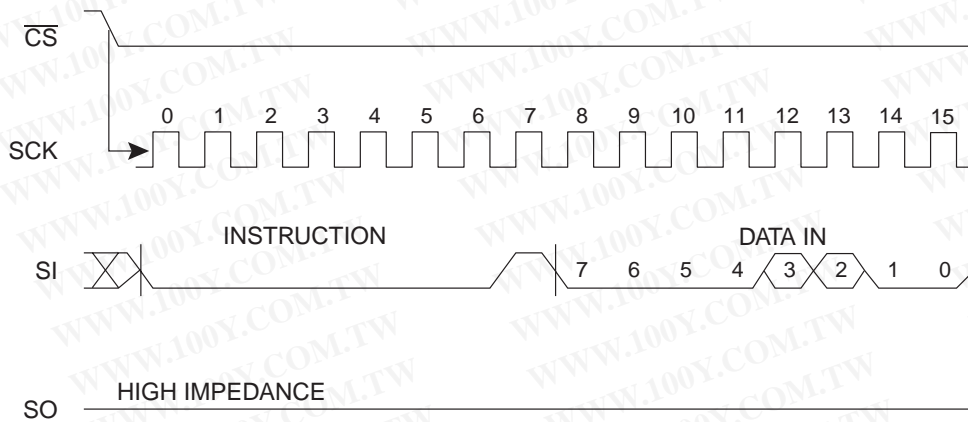 CS
0 1 2 3 4 5 6 7 8 9 10 11 12 13 14 15
SCK
INSTRUCTION DATA IN
SI 7 6 5 4 3 2 1 0
HIGH IMPEDANCE
SO
WWW.100Y.COM.TW